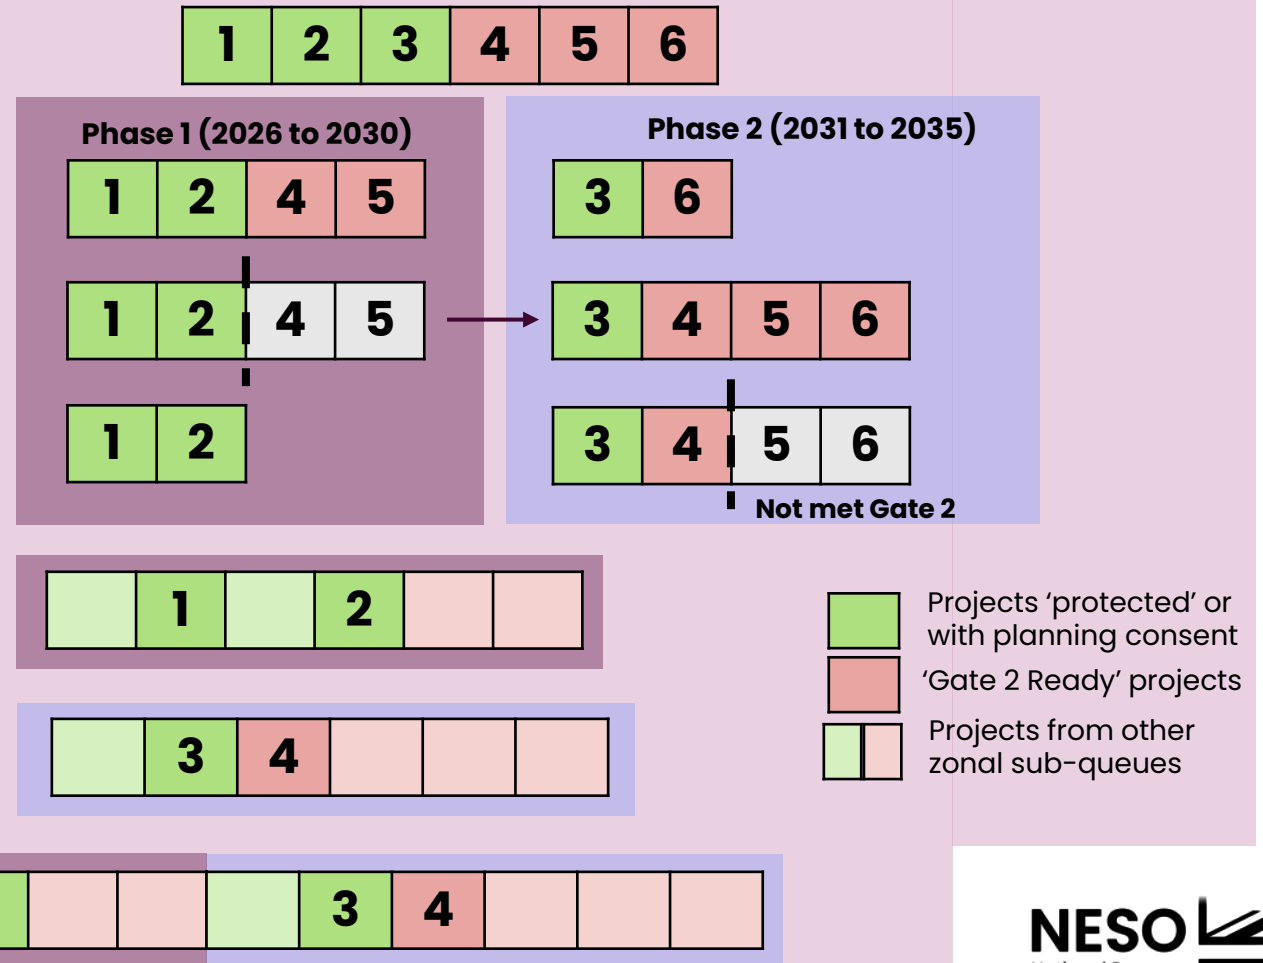 1 2 3 4 5 6
Phase 1 (2026 to 2030)
1 2 4 5
1 2 4 5
1 2
Phase 2 (2031 to 2035)
3 6
3 4 5 6
3 4 5 6
Not met Gate 2
1 2
3 4
3 4
Projects ‘protected’ or
with planning consent
‘Gate 2 Ready’ projects
Projects from other
zonal sub-queues
NESO